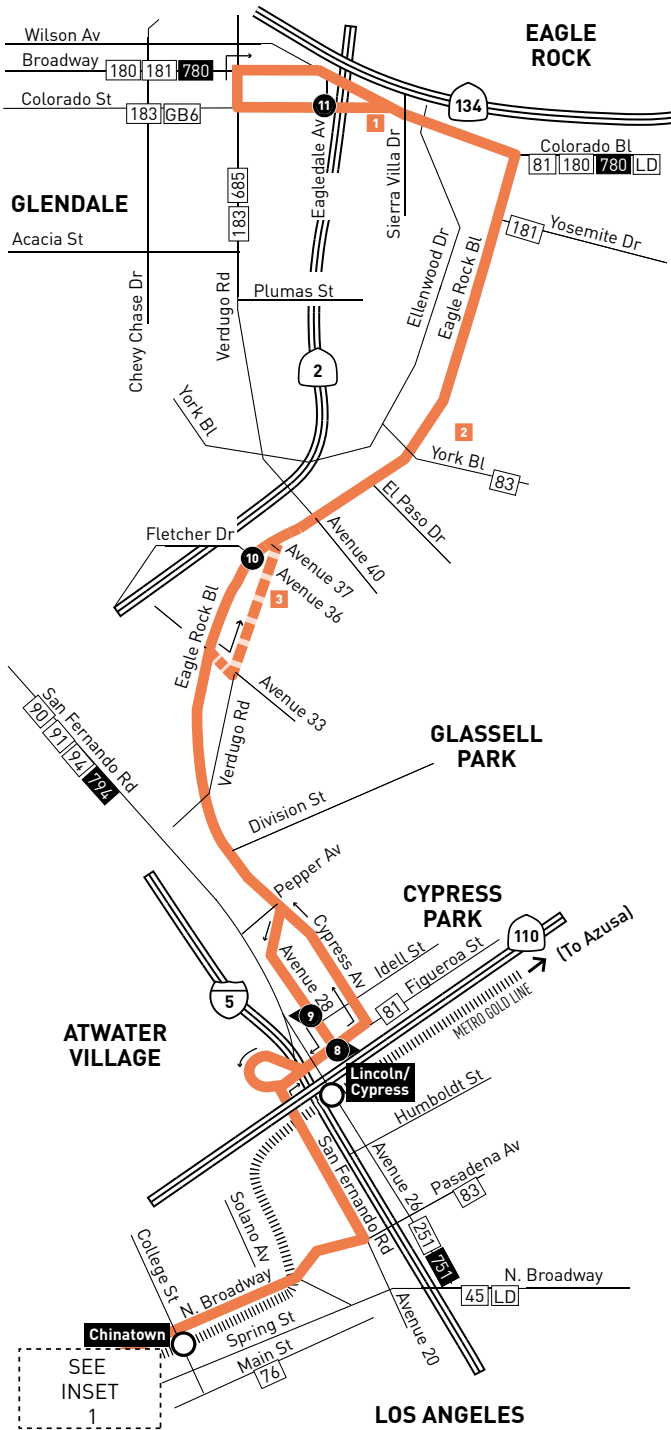 Wilson Av
EAGLE
ROCK
Broadway 180 181 780
Colorado St
11
134
183 GB6
1
Colorado Bl
81 180 780 LD
Eagledale Av
Sierra Villa Dr
685
183
GLENDALE
Yosemite Dr
181
Acacia St
Ellenwood Dr
Eagle Rock Bl
Chevy Chase Dr
Verdugo Rd
Plumas St
2
York Bl
2
York Bl
83
El Paso Dr
Avenue 40
Fletcher Dr
10
Avenue 37
Avenue 36
3
Eagle Rock Bl
Avenue 33
Verdugo Rd
San Fernando Rd
90 91 94 794
GLASSELL
PARK
Division St
Pepper Av
CYPRESS
PARK
Cypress Av
Avenue 28
Idell St
Figueroa St
81
110
(To Azusa)
METRO GOLD LINE
5
9
8
ATWATER
VILLAGE
Lincoln/
Cypress
Humboldt St
San Fernando Rd
Avenue 26
251 751
Pasadena Av
83
Solano Av
College St
N. Broadway
N. Broadway
45 LD
Avenue 20
Spring St
Main St
76
Chinatown
SEE
INSET
1
LOS ANGELES